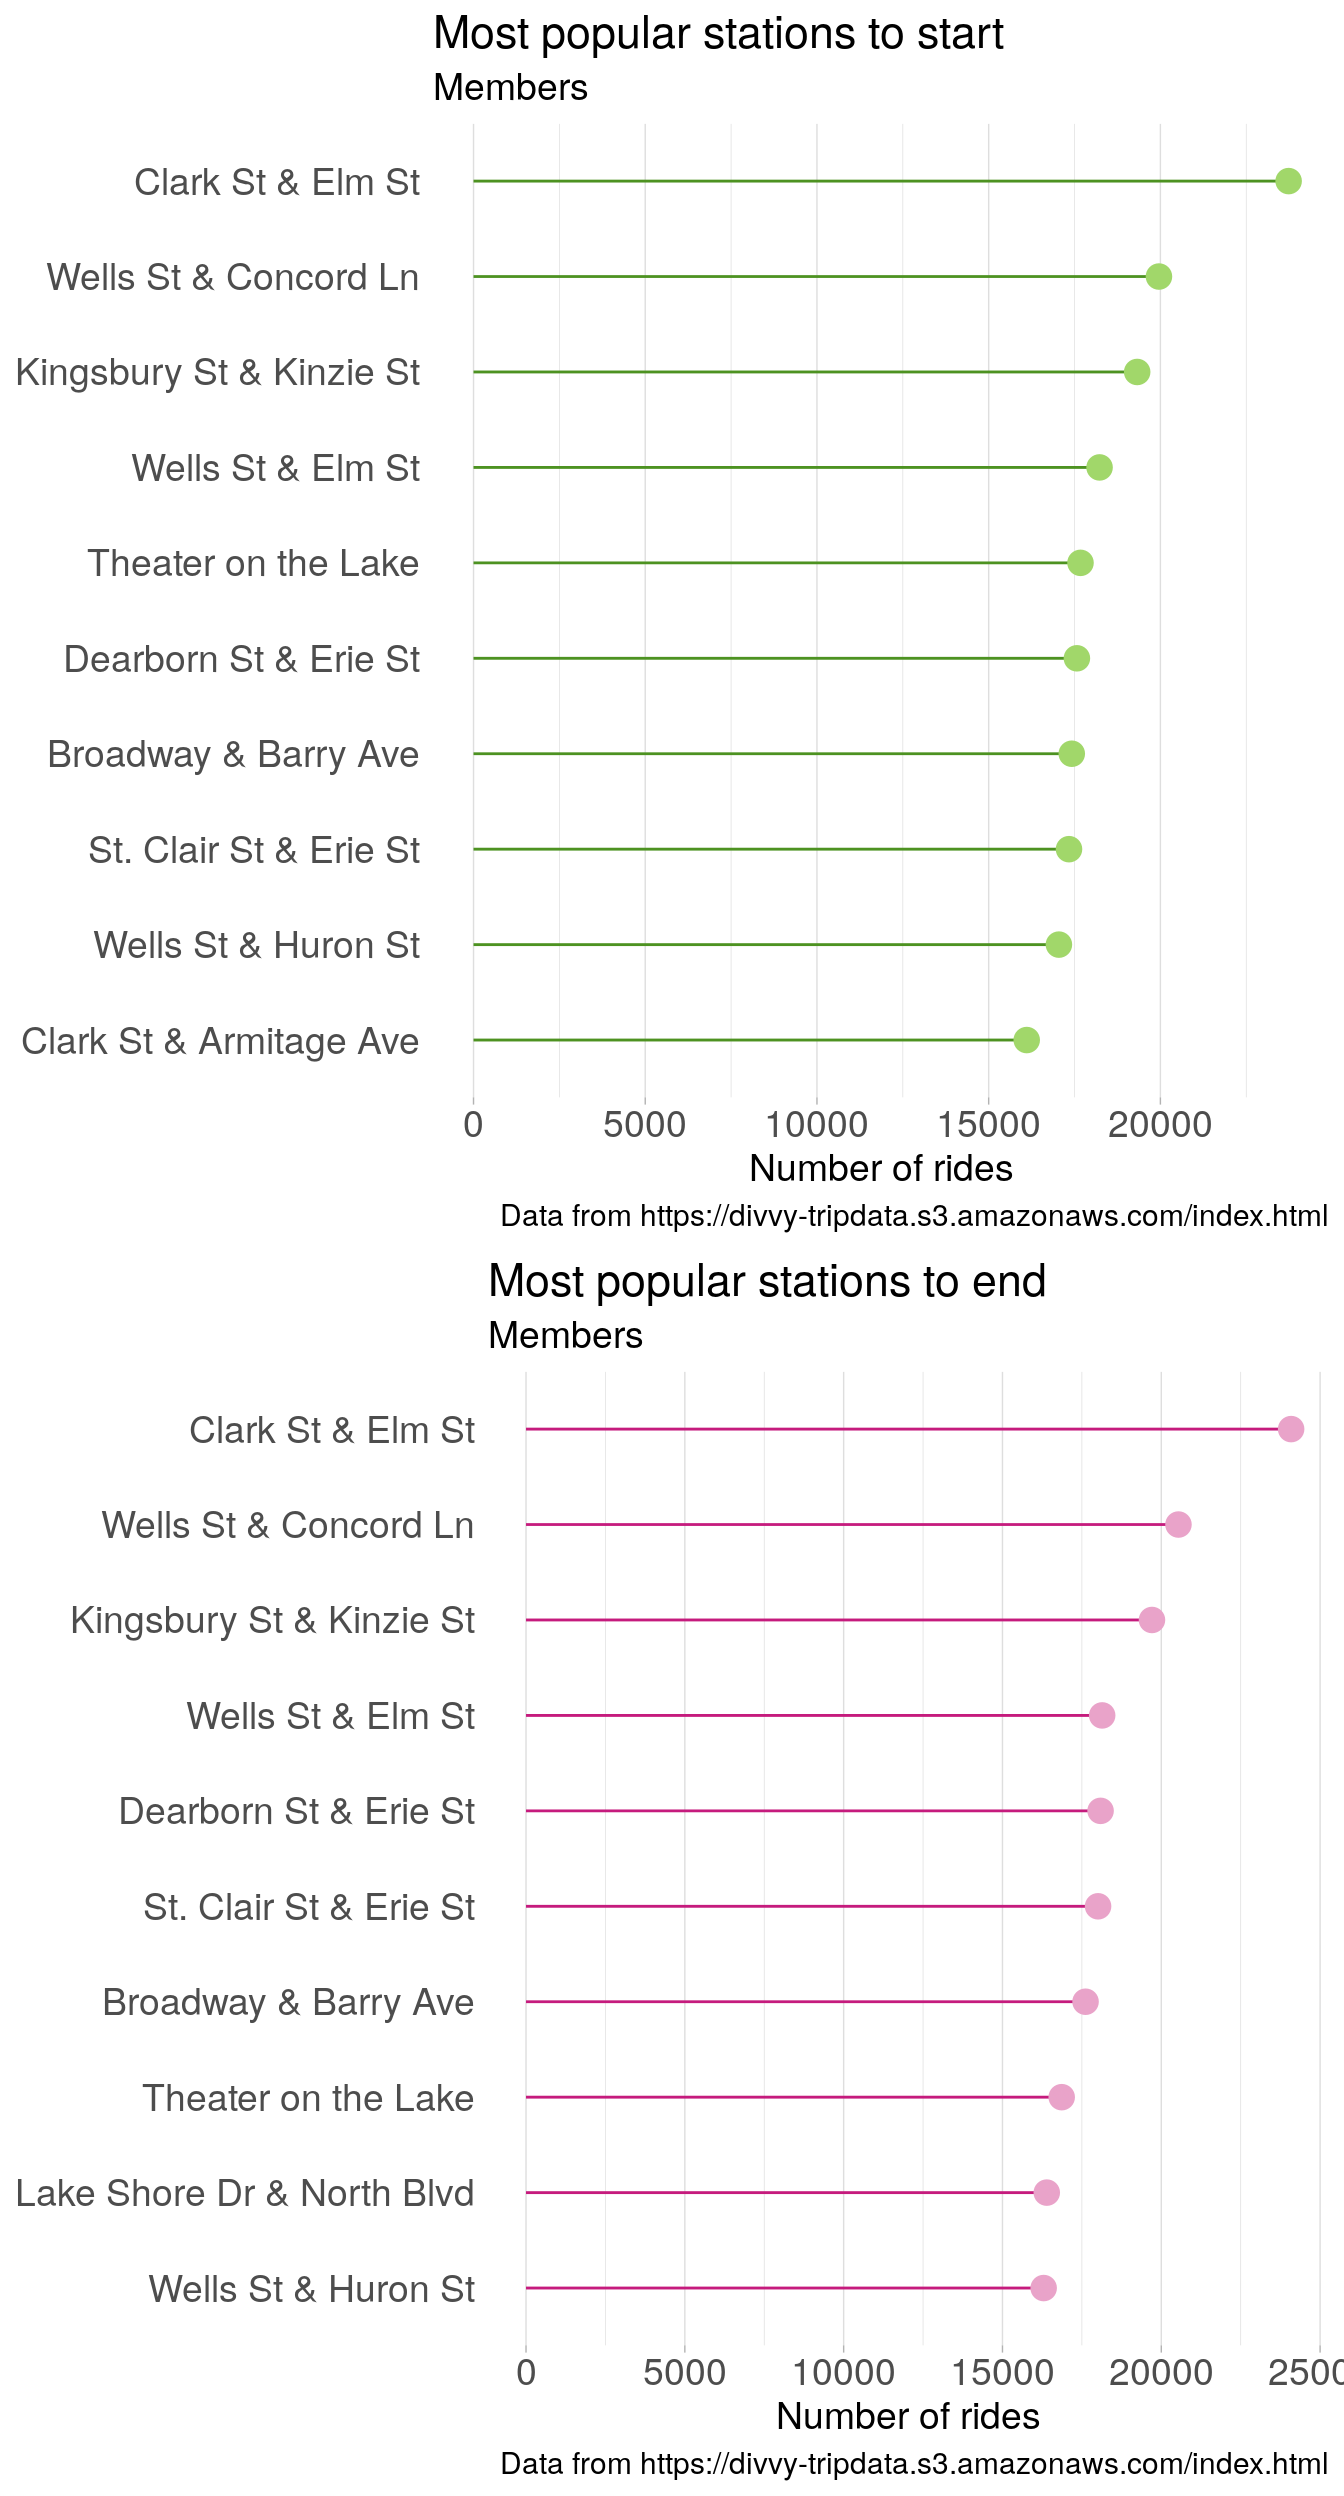 Most popular stations to start
Members
Clark St & Elm St
Wells St & Concord Ln
Kingsbury St & Kinzie St
Wells St & Elm St
Theater on the Lake
Dearborn St & Erie St
Broadway & Barry Ave
St. Clair St & Erie St
Wells St & Huron St
Clark St & Armitage Ave
0 5000 10000 15000 20000
Number of rides
Data from https://divvy-tripdata.s3.amazonaws.com/index.html
Most popular stations to end
Members
Clark St & Elm St
Wells St & Concord Ln
Kingsbury St & Kinzie St
Wells St & Elm St
Dearborn St & Erie St
St. Clair St & Erie St
Broadway & Barry Ave
Theater on the Lake
Lake Shore Dr & North Blvd
Wells St & Huron St
0 5000 10000 15000 20000 2500
Number of rides
Data from https://divvy-tripdata.s3.amazonaws.com/index.html